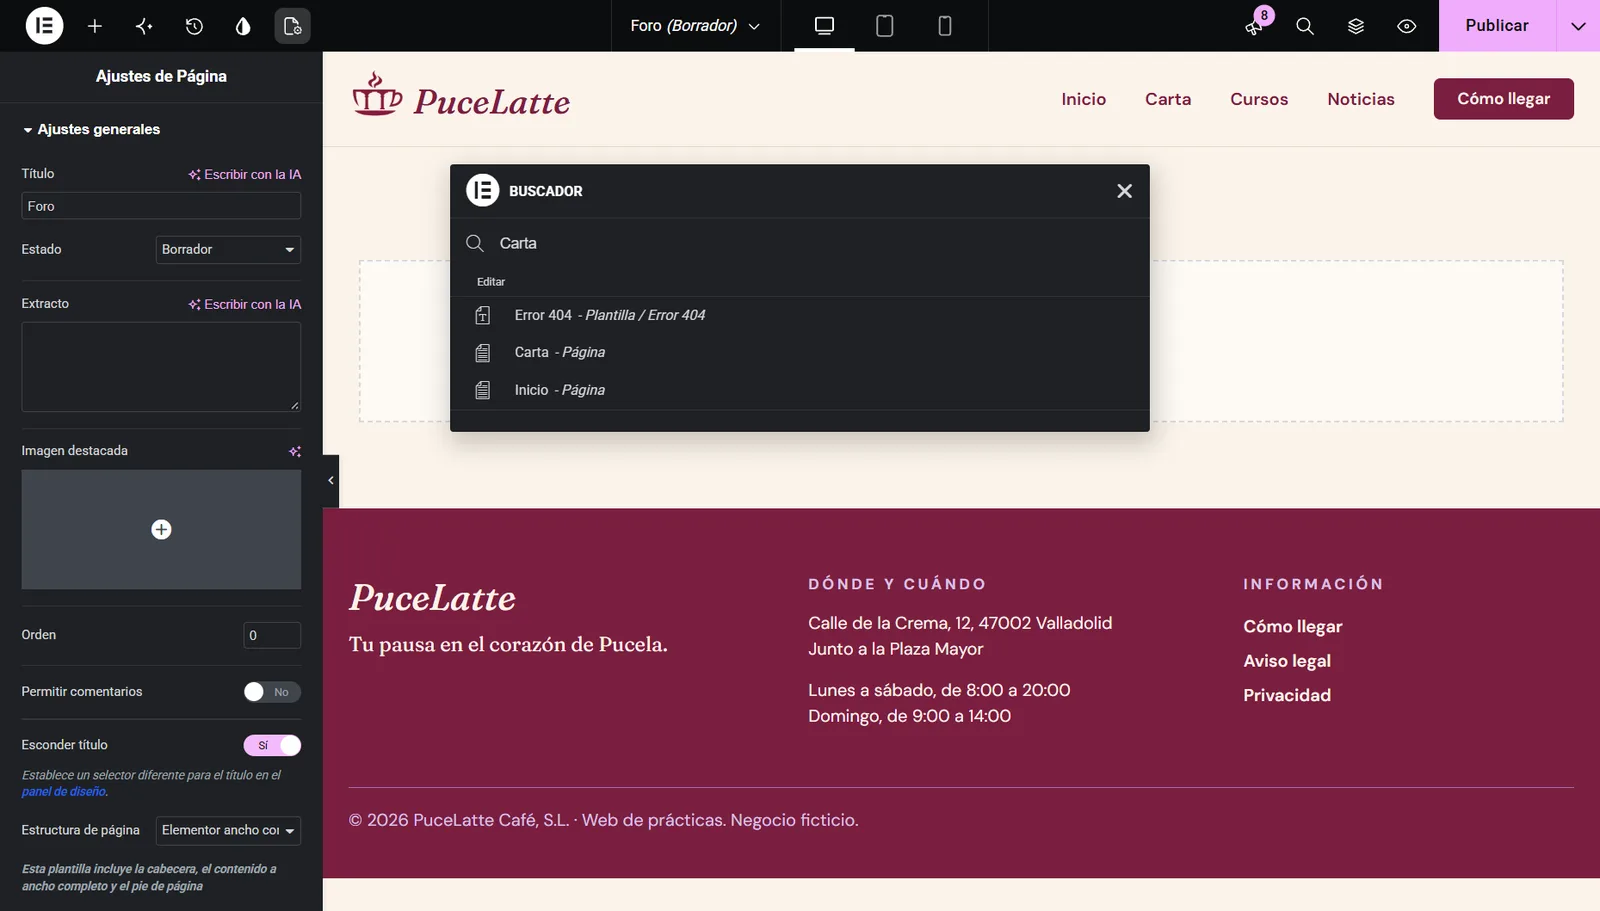 Foro (Borrador)
8
Publicar
Ajustes de Página
Ajustes generales
Título
Escribir con la IA
Foro
Estado
Borrador
Extracto
Escribir con la IA
Imagen destacada
Orden
0
Permitir comentarios
No
Esconder título
Sí
Establece un selector diferente para el título en el
panel de diseño.
Estructura de página
Elementor ancho co
Esta plantilla incluye la cabecera, el contenido a
ancho completo y el pie de página
PuceLatte
Inicio
Carta
Cursos
Noticias
Cómo llegar
BUSCADOR
Carta
Editar
Error 404 - Plantilla / Error 404
Carta - Página
Inicio - Página
PuceLatte
Tu pausa en el corazón de Pucela.
DÓNDE Y CUÁNDO
Calle de la Crema, 12, 47002 Valladolid
Junto a la Plaza Mayor
Lunes a sábado, de 8:00 a 20:00
Domingo, de 9:00 a 14:00
INFORMACIÓN
Cómo llegar
Aviso legal
Privacidad
© 2026 PuceLatte Café, S.L. · Web de prácticas. Negocio ficticio.